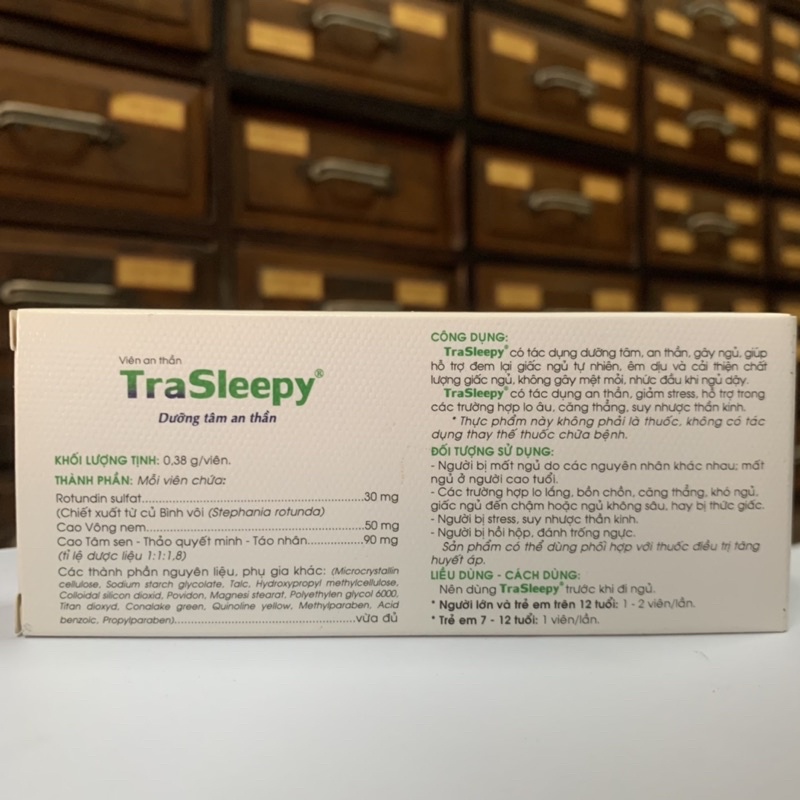 Viên an thần
TraSleepy®
Dưỡng tâm an thần
KHỐI LƯỢNG TỊNH: 0,38 g/viên.
THÀNH PHẦN: Mỗi viên chứa:
Rotundin sulfat..................................................30 mg
(Chiết xuất từ củ Bình vôi (Stephania rotunda)
Cao Vông nem..................................................50 mg
Cao Tâm sen - Thảo quyết minh - Táo nhân..............90 mg
(tỉ lệ dược liệu 1:1:1,8)
Các thành phần nguyên liệu, phụ gia khác: (Microcrystallin
cellulose, Sodium starch glycolate, Talc, Hydroxypropyl methylcellulose,
Colloidal silicon dioxid, Povidon, Magnesi stearat, Polyethylen glycol 6000,
Titan dioxyd, Conalake green, Quinoline yellow, Methylparaben, Acid
benzoic, Propylparaben)..................................................vừa đủ
CÔNG DỤNG:
TraSleepy® có tác dụng dưỡng tâm, an thần, gây ngủ, giúp
hỗ trợ đem lại giấc ngủ tự nhiên, êm dịu và cải thiện chất
lượng giấc ngủ, không gây mệt mỏi, nhức đầu khi ngủ dậy.
TraSleepy® có tác dụng an thần, giảm stress, hỗ trợ trong
các trường hợp lo âu, căng thẳng, suy nhược thần kinh.
* Thực phẩm này không phải là thuốc, không có tác
dụng thay thế thuốc chữa bệnh.
ĐỐI TƯỢNG SỬ DỤNG:
- Người bị mất ngủ do các nguyên nhân khác nhau; mất
ngủ ở người cao tuổi.
- Các trường hợp lo lắng, bồn chồn, căng thẳng, khó ngủ,
giấc ngủ đến chậm hoặc ngủ không sâu, hay bị thức giấc.
- Người bị stress, suy nhược thần kinh.
- Người bị hồi hộp, đánh trống ngực.
Sản phẩm có thể dùng phối hợp với thuốc điều trị tăng
huyết áp.
LIỀU DÙNG - CÁCH DÙNG:
Nên dùng TraSleepy® trước khi đi ngủ.
* Người lớn và trẻ em trên 12 tuổi: 1 - 2 viên/lần.
* Trẻ em 7 - 12 tuổi: 1 viên/lần.